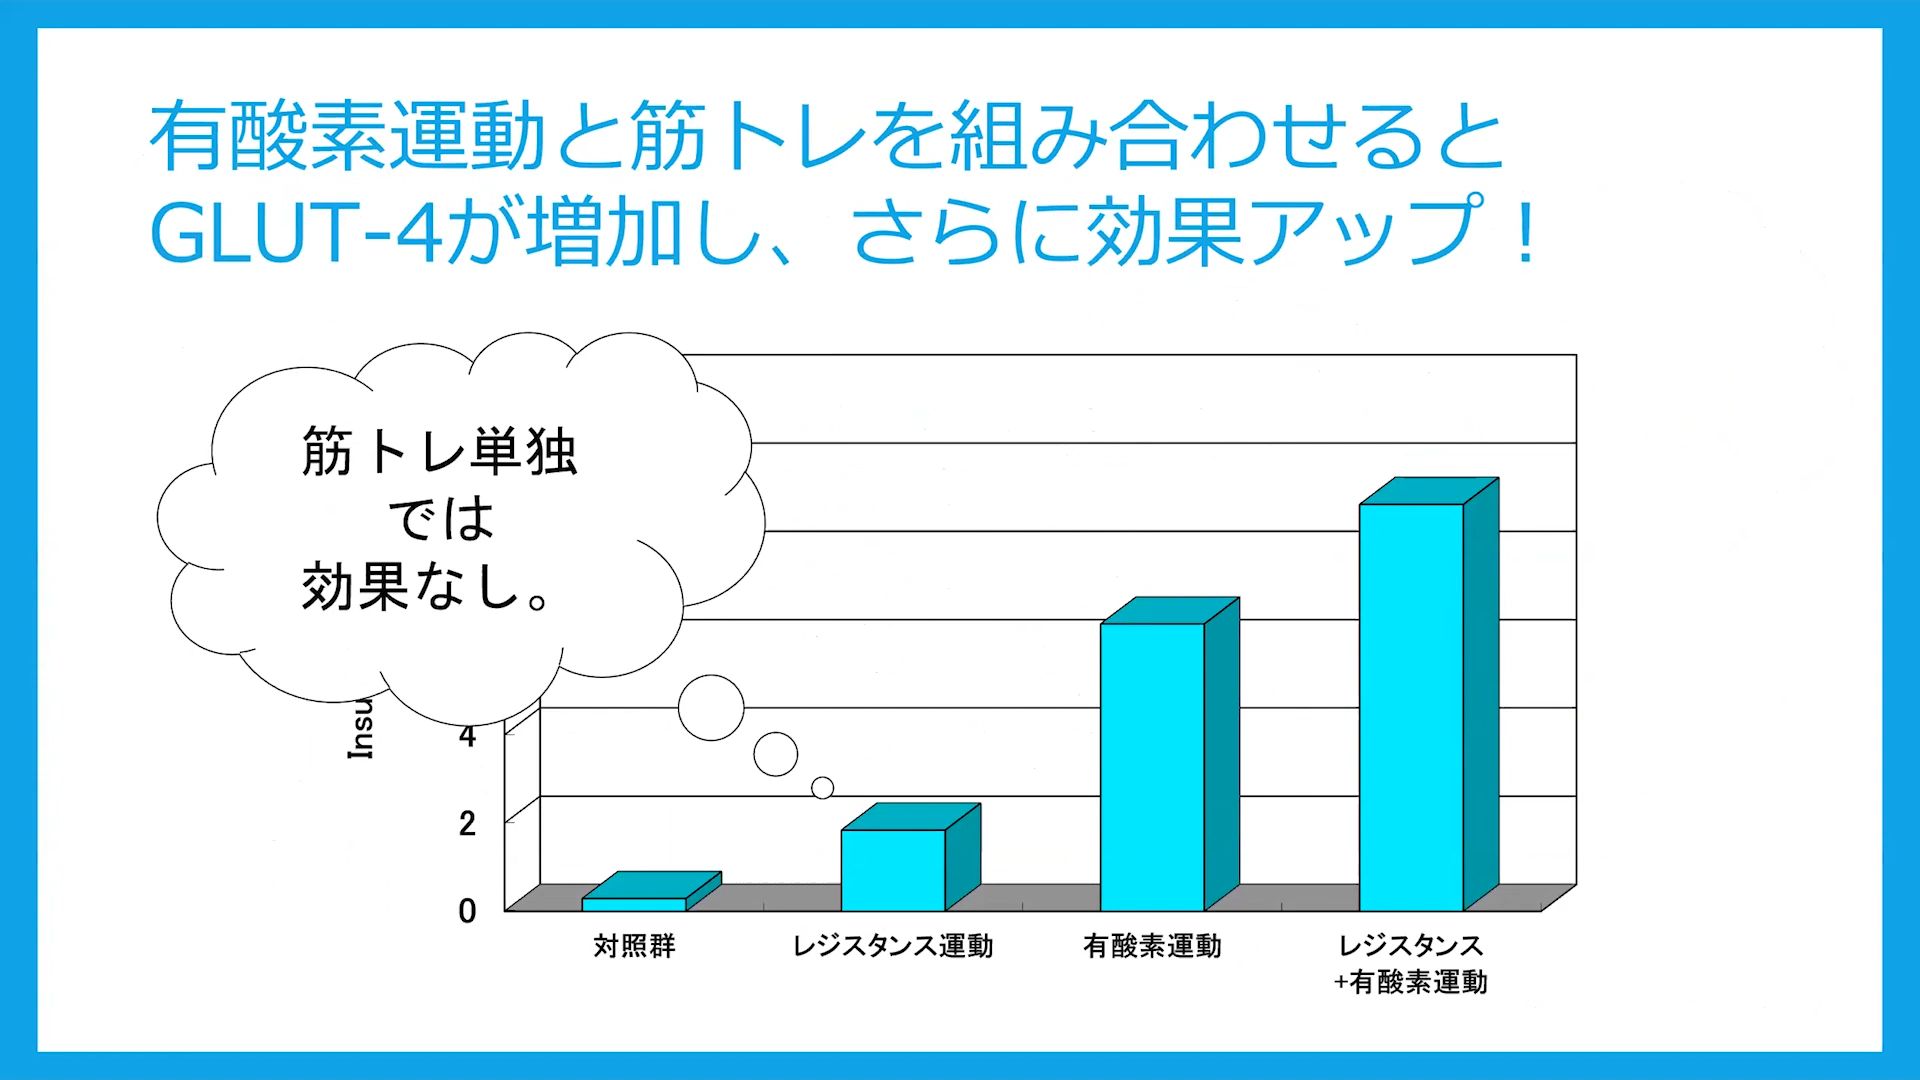 有酸素運動と筋トレを組み合わせると
GLUT-4が増加し、さらに効果アップ！
筋トレ単独
では
効果なし。
4
2
0
対照群
レジスタンス運動
有酸素運動
レジスタンス
+有酸素運動